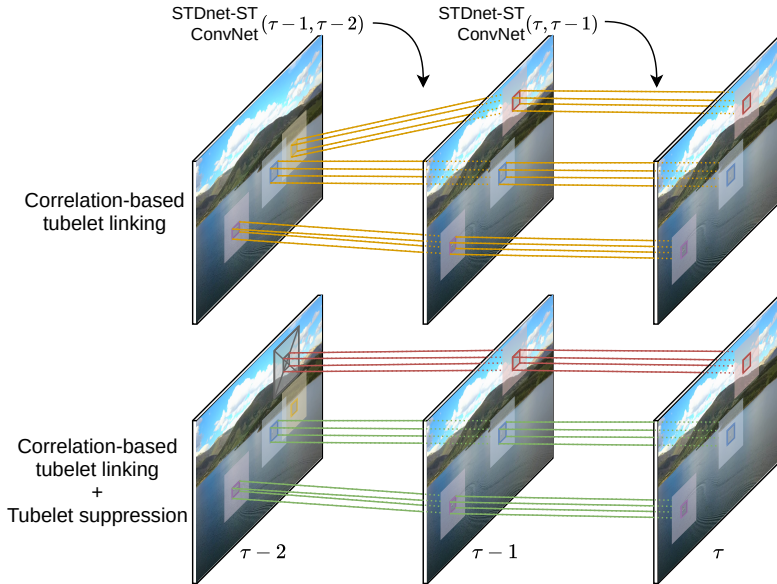 STDnet-ST
ConvNet (τ−1, τ−2)
STDnet-ST
ConvNet (τ, τ−1)
Correlation-based
tubelet linking
Correlation-based
tubelet linking
+
Tubelet suppression
τ − 2
τ − 1
τ